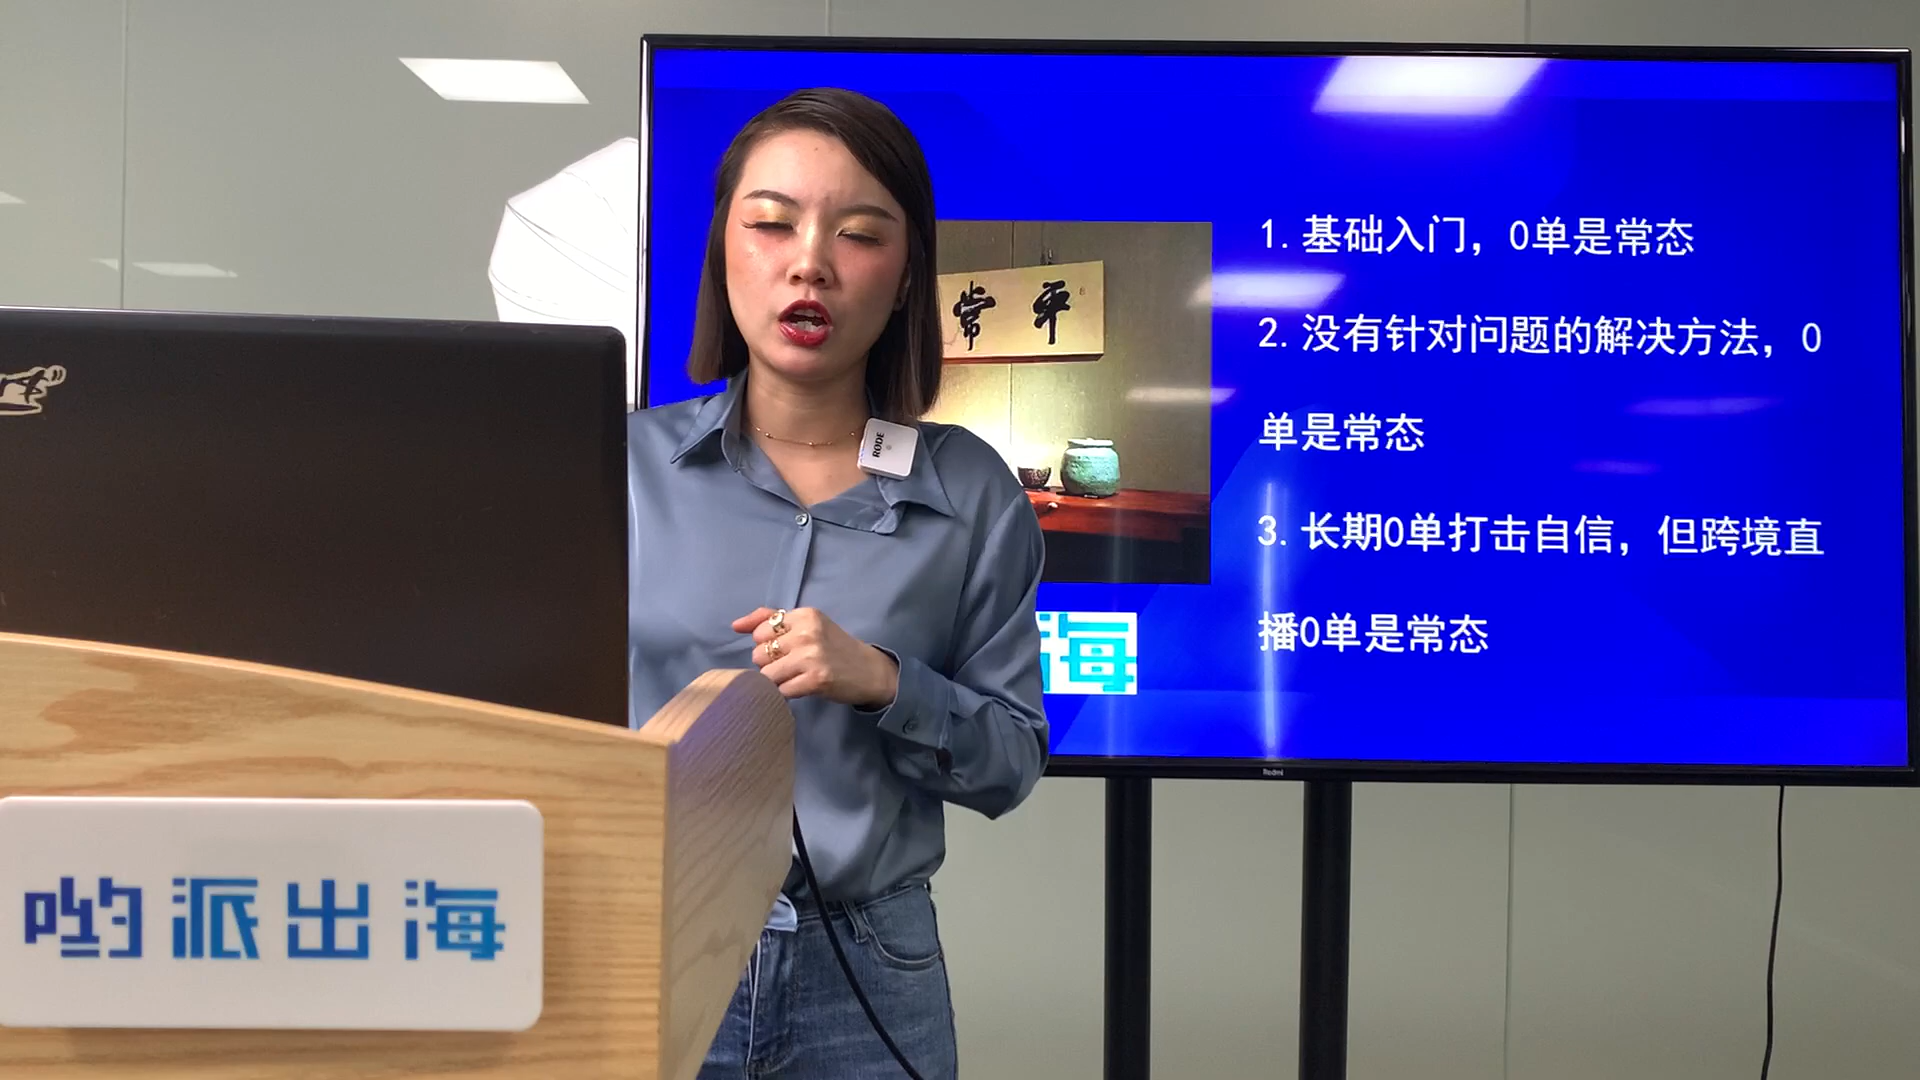 1. 基础入门，0单是常态
2. 没有针对问题的解决方法，0
单是常态
3. 长期0单打击自信，但跨境直
播0单是常态
常 平
海
RODE
Redmi
哟派出海